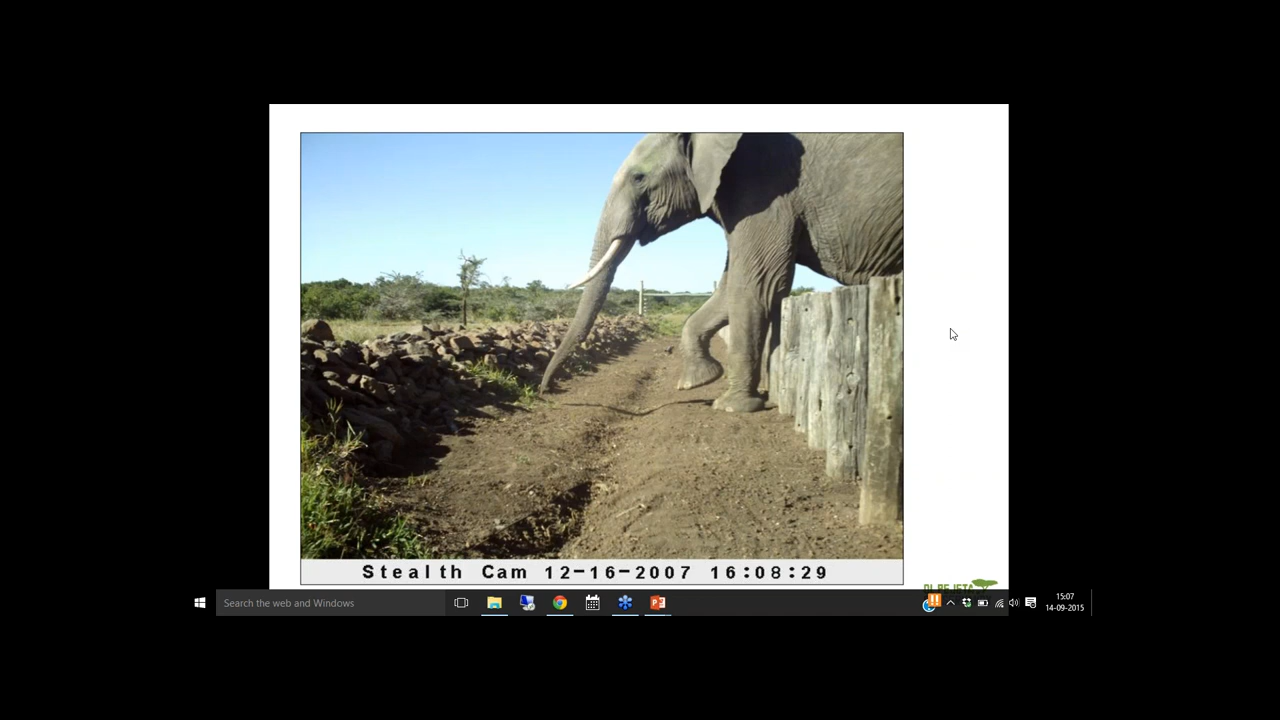 Stealth Cam 12-16-2007 16:08:29
Search the web and Windows
15:07
14-09-2015